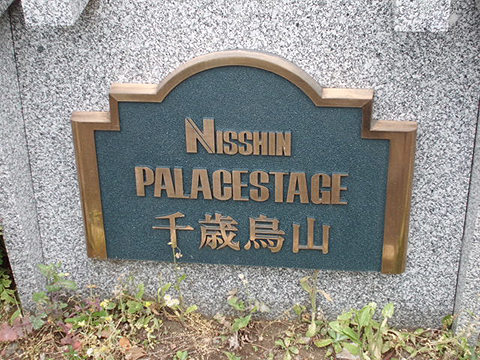 NISSHIN
PALACESTAGE
千歳烏山